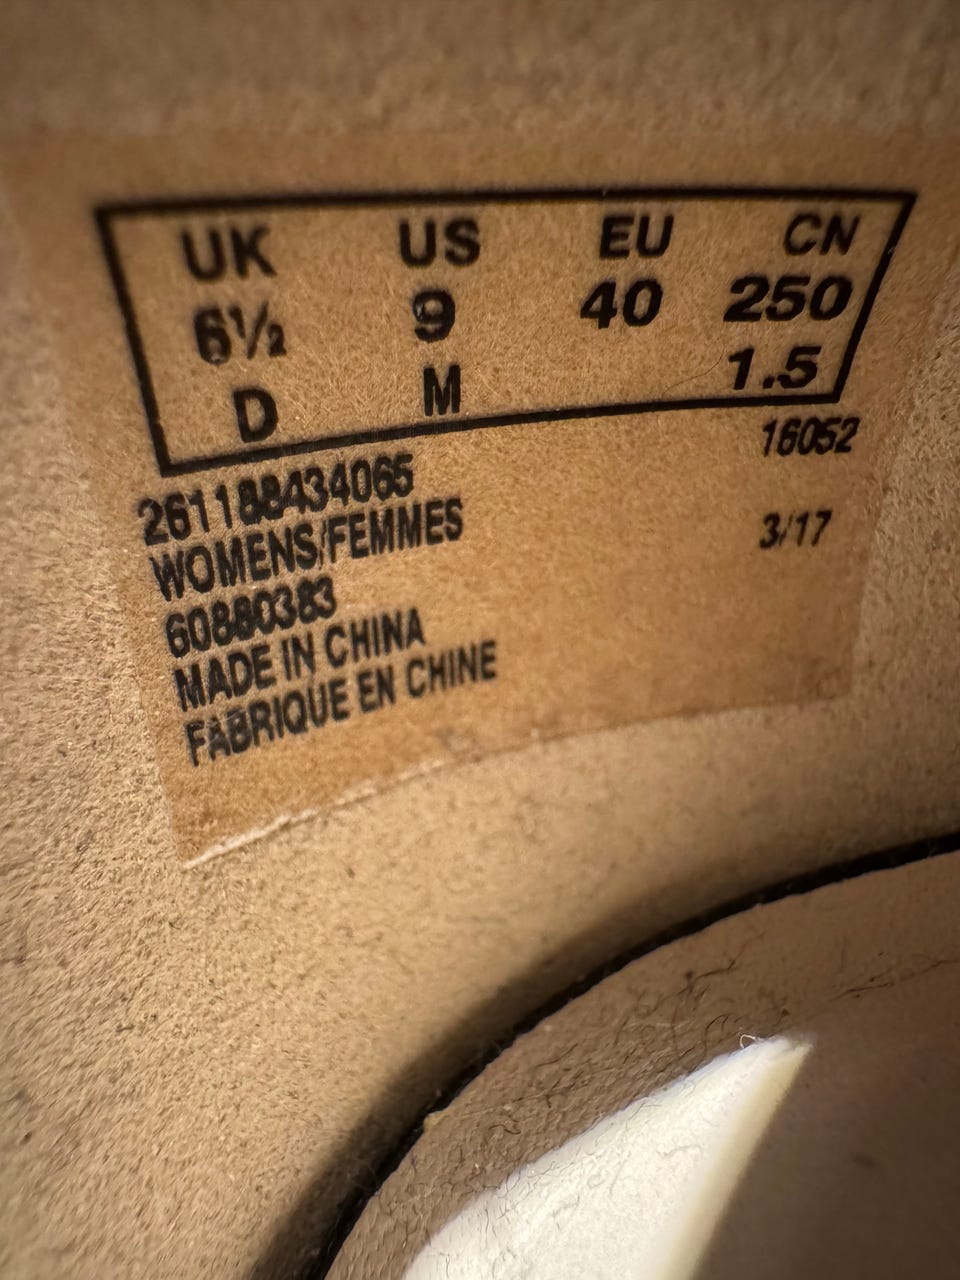 UK US EU CN
6½ 9 40 250
D M 1.5
16052
261188434065
WOMENS/FEMMES 3/17
60880383
MADE IN CHINA
FABRIQUE EN CHINE